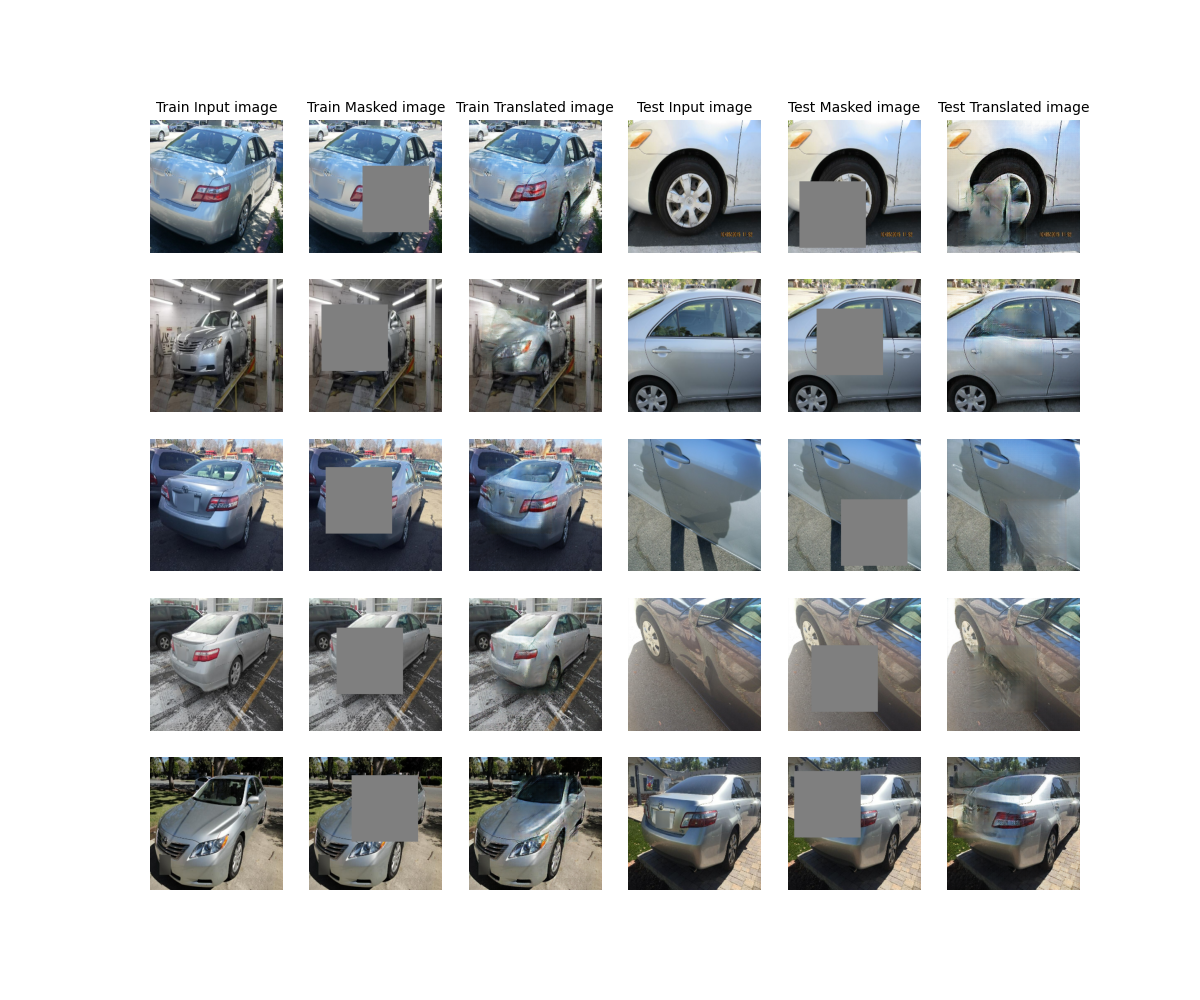 Train Input image
Train Masked image
Train Translated image
Test Input image
Test Masked image
Test Translated image